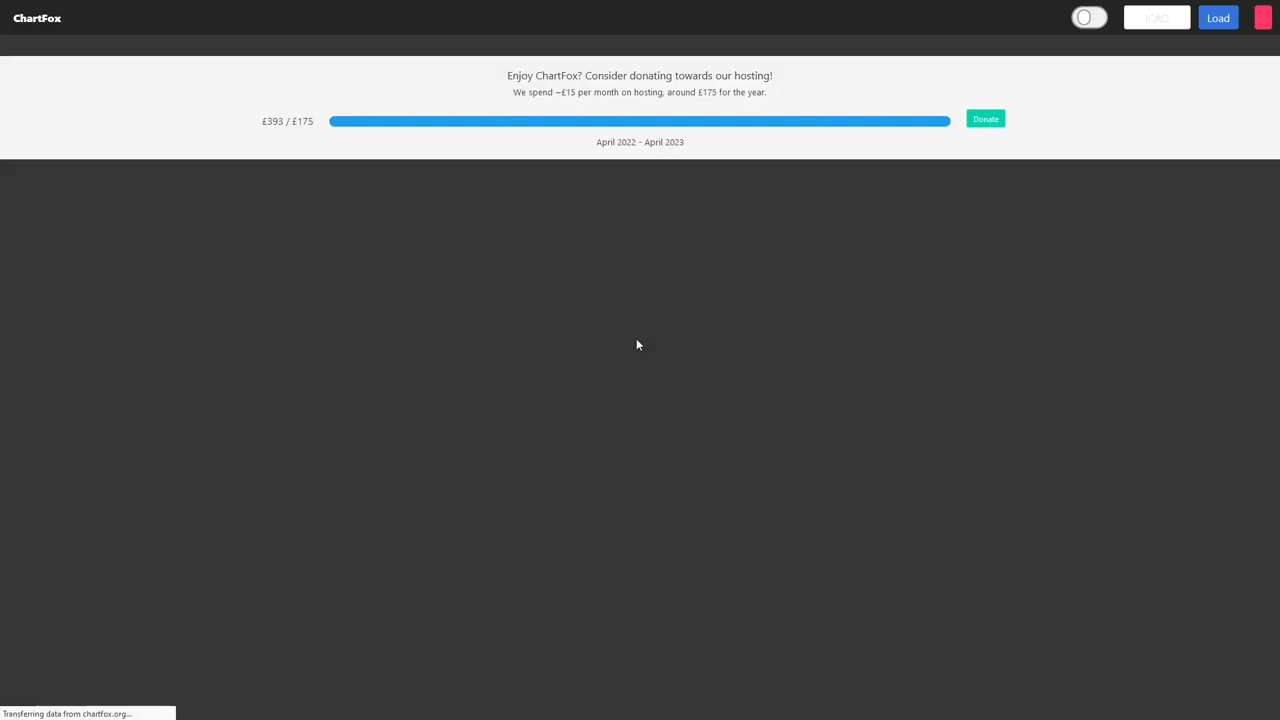 ChartFox
ICAO
Load
Enjoy ChartFox? Consider donating towards our hosting!
We spend ~£15 per month on hosting, around £175 for the year.
£393 / £175
Donate
April 2022 - April 2023
Transferring data from chartfox.org...